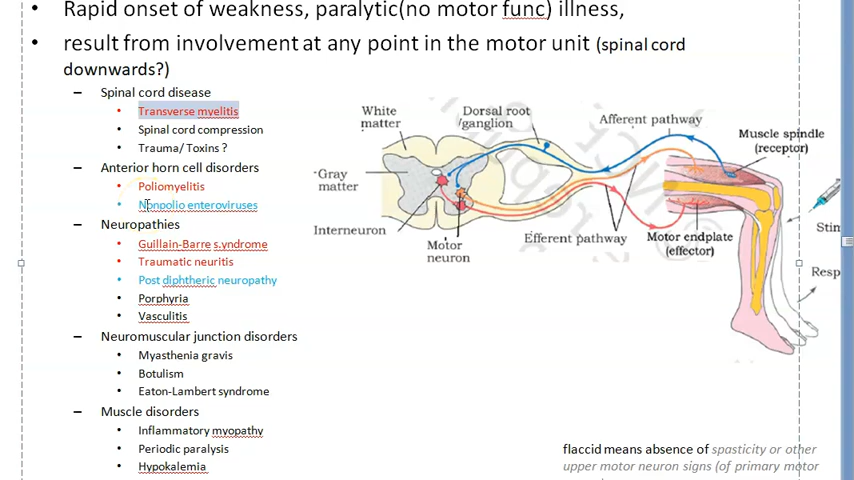 Rapid onset of weakness, paralytic(no motor func) illness,
result from involvement at any point in the motor unit (spinal cord
downwards?)
Spinal cord disease
Transverse myelitis
Spinal cord compression
Trauma/ Toxins ?
Anterior horn cell disorders
Poliomyelitis
Nonpolio enteroviruses
Neuropathies
Guillain-Barre s.yndrome
Traumatic neuritis
Post diphtheric neuropathy
Porphyria
Vasculitis
Neuromuscular junction disorders
Myasthenia gravis
Botulism
Eaton-Lambert syndrome
Muscle disorders
Inflammatory myopathy
Periodic paralysis
Hypokalemia
White
matter
Dorsal root
ganglion
Afferent pathway
Muscle spindle
(receptor)
Gray
matter
Interneuron
Motor
neuron
Efferent pathway
Motor endplate
(effector)
Stin
Resp
flaccid means absence of spasticity or other
upper motor neuron signs (of primary motor